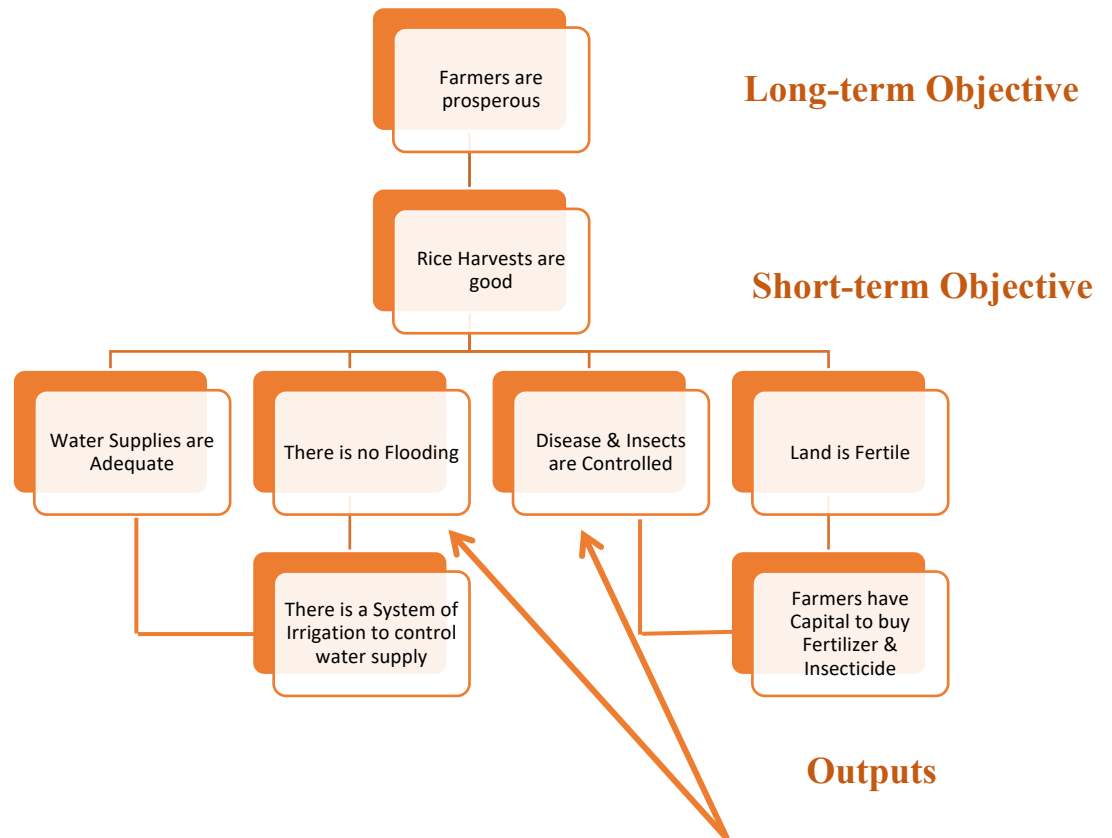 Farmers are
prosperous
Long-term Objective
Rice Harvests are
good
Short-term Objective
Water Supplies are
Adequate
There is no Flooding
Disease & Insects
are Controlled
Land is Fertile
There is a System of
Irrigation to control
water supply
Farmers have
Capital to buy
Fertilizer &
Insecticide
Outputs